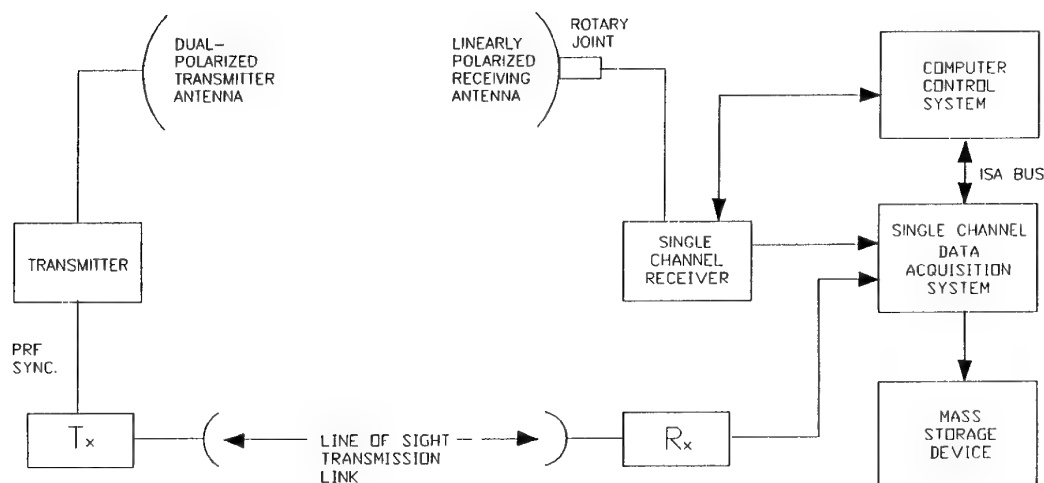 DUAL-
POLARIZED
TRANSMITTER
ANTENNA
LINEARLY
POLARIZED
RECEIVING
ANTENNA
ROTARY
JOINT
COMPUTER
CONTROL
SYSTEM
ISA BUS
TRANSMITTER
SINGLE
CHANNEL
RECEIVER
SINGLE CHANNEL
DATA
ACQUISITION
SYSTEM
PRF
SYNC.
Tx
LINE OF SIGHT
TRANSMISSION
LINK
Rx
MASS
STORAGE
DEVICE